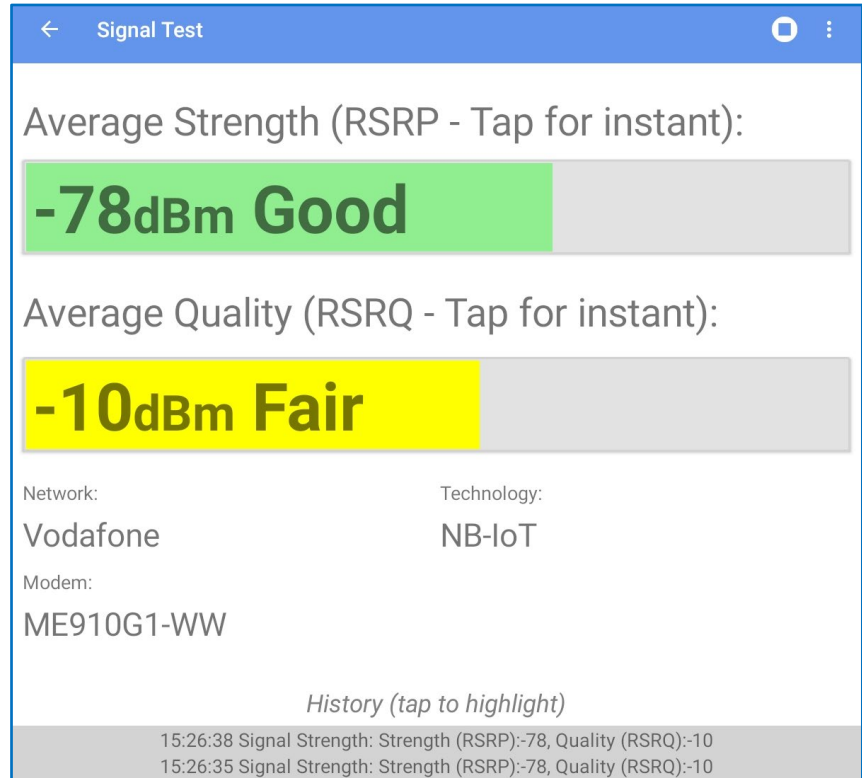 Signal Test
Average Strength (RSRP - Tap for instant):
-78dBm Good
Average Quality (RSRQ - Tap for instant):
-10dBm Fair
Network:
Technology:
Vodafone
NB-IoT
Modem:
ME910G1-WW
History (tap to highlight)
15:26:38 Signal Strength: Strength (RSRP):-78, Quality (RSRQ):-10
15:26:35 Signal Strength: Strength (RSRP):-78, Quality (RSRQ):-10